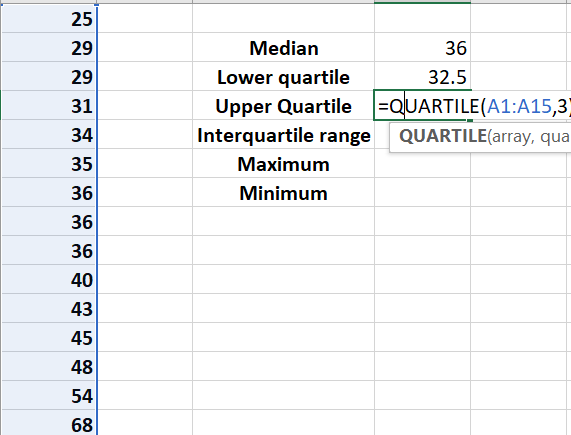 25
29 Median 36
29 Lower quartile 32.5
31 Upper Quartile =QUARTILE(A1:A15,3)
34 Interquartile range QUARTILE(array, qua
35 Maximum
36 Minimum
36
36
40
43
45
48
54
68